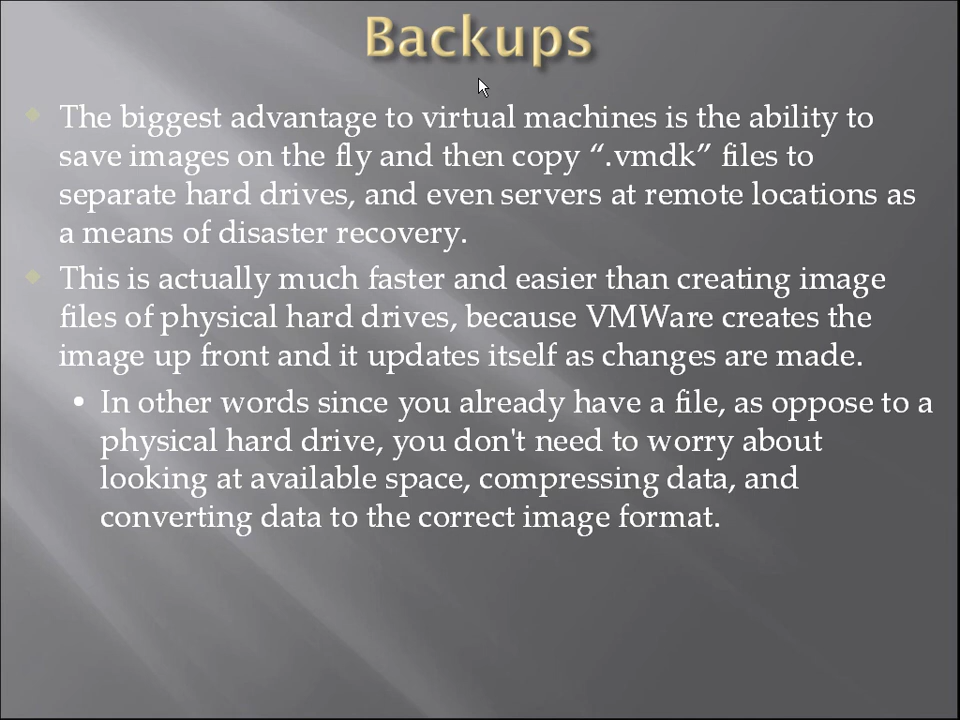 Backups
The biggest advantage to virtual machines is the ability to
save images on the fly and then copy “.vmdk” files to
separate hard drives, and even servers at remote locations as
a means of disaster recovery.
This is actually much faster and easier than creating image
files of physical hard drives, because VMWare creates the
image up front and it updates itself as changes are made.
• In other words since you already have a file, as oppose to a
physical hard drive, you don't need to worry about
looking at available space, compressing data, and
converting data to the correct image format.